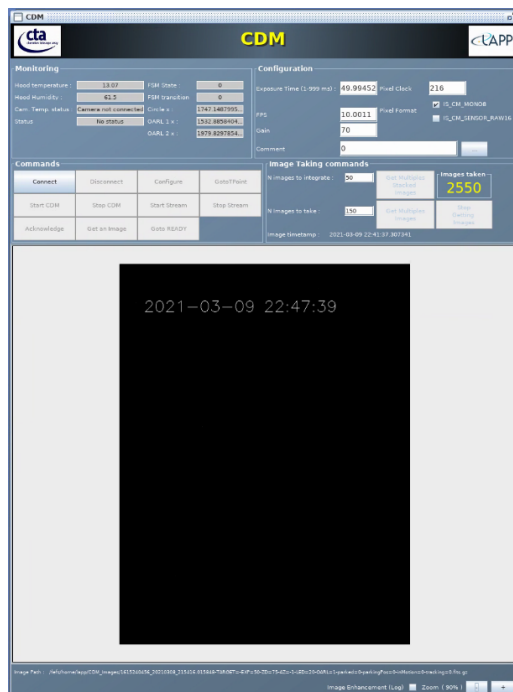 CDM
cta
CDM
LAPP
Monitoring
Hood temperature : 13.07 FSM State : 0
Hood Humidity : 61.5 FSM transition 0
Cam. Temp. status Camera not connected Circle x : 1747.1487995...
Status No status OARL 1 x : 1532.8858404...
OARL 2 x : 1979.8297854...
Configuration
Exposure Time (1-999 ms) : 49.99452 Pixel Clock 216
FPS 10.0011 Pixel Format IS_CM_MONO8
IS_CM_SENSOR_RAW16
Gain 70
Comment 0 ...
Commands
Connect Disconnect Configure GotoTPoint
Start COM Stop COM Start Stream Stop Stream
Acknowledge Get an image Goto READY
Image Taking commands
N images to integrate : 50 Get Multiples Stacked Images
Images taken
2550
N images to take : 150 Get Multiples Images Stop Getting Images
Image timestamp : 2021-03-09 22:41:37.307341
2021-03-09 22:47:39
Image Path :
Image Enhancement (Log) Zoom ( 90% ) +